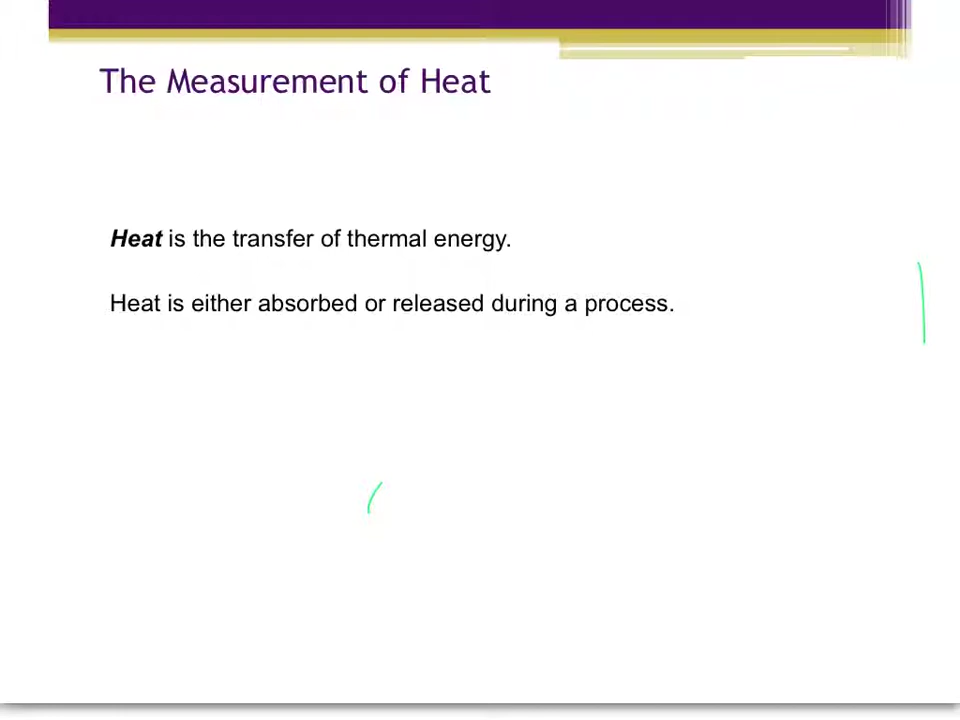 The Measurement of Heat
Heat is the transfer of thermal energy.
Heat is either absorbed or released during a process.